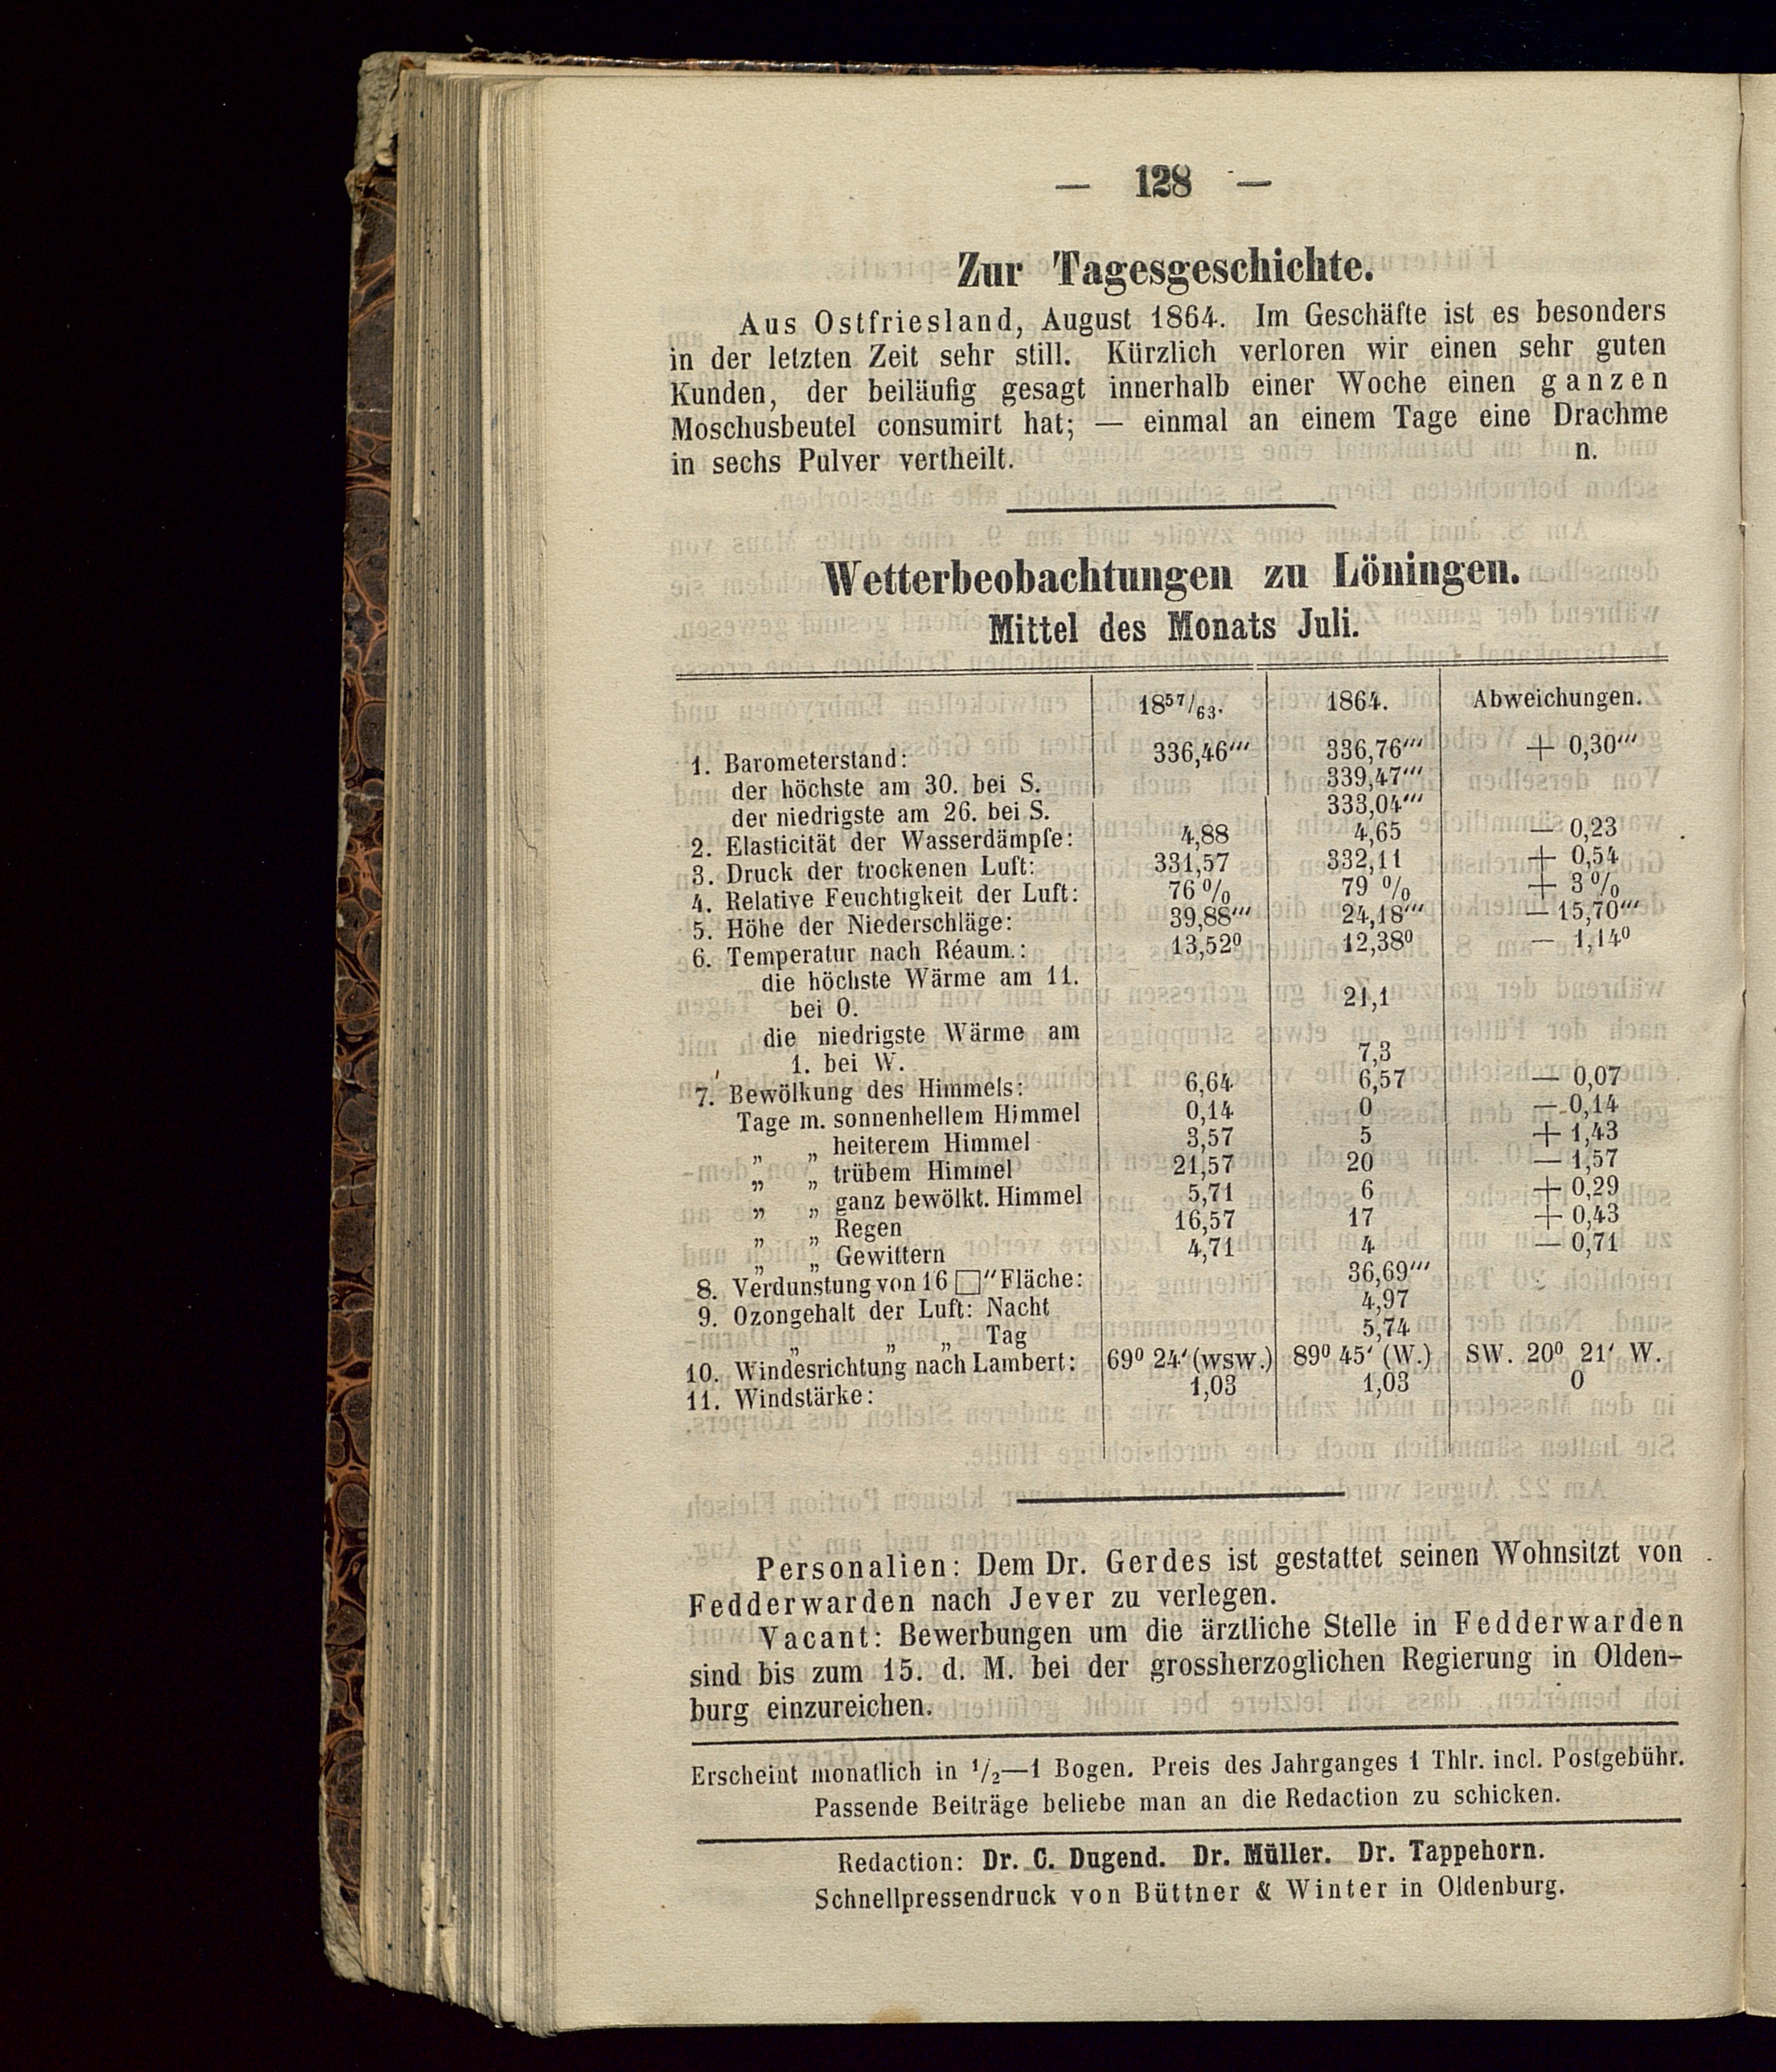 — 128 —
Zur Tagesgeschichte.
Aus Ostfriesland, August 1864. Im Geschäfte ist es besonders
in der letzten Zeit sehr still. Kürzlich verloren wir einen sehr guten
Kunden, der beiläufig gesagt innerhalb einer Woche einen ganzen
Moschusbeutel consumirt hat; — einmal an einem Tage eine Drachme
in sechs Pulver vertheilt. n.
Wetterbeobachtungen zu Löningen.
Mittel des Monats Juli.
18⁵⁷/₆₃. 1864. Abweichungen.
1. Barometerstand: 336,46‴ 336,76‴ + 0,30‴
der höchste am 30. bei S. 339,47‴
der niedrigste am 26. bei S. 333,04‴
2. Elasticität der Wasserdämpfe: 4,88 4,65 — 0,23
3. Druck der trockenen Luft: 331,57 332,11 + 0,54
4. Relative Feuchtigkeit der Luft: 76 % 79 % + 3 %
5. Höhe der Niederschläge: 39,88‴ 24,18‴ — 15,70‴
6. Temperatur nach Réaum.: 13,52⁰ 12,38⁰ — 1,14⁰
die höchste Wärme am 11.
bei O. 21,1
die niedrigste Wärme am
1. bei W. 7,3
7. Bewölkung des Himmels: 6,64 6,57 — 0,07
Tage m. sonnenhellem Himmel 0,14 0 — 0,14
„ „ heiterem Himmel 3,57 5 + 1,43
„ „ trübem Himmel 21,57 20 — 1,57
„ „ ganz bewölkt. Himmel 5,71 6 + 0,29
„ „ Regen 16,57 17 + 0,43
„ „ Gewittern 4,71 4 — 0,71
8. Verdunstung von 16 □″ Fläche: 36,69‴
9. Ozongehalt der Luft: Nacht 4,97
„ „ „ Tag 5,74
10. Windesrichtung nach Lambert: 69⁰ 24′ (WSW.) 89⁰ 45′ (W.) SW. 20⁰ 21′ W.
11. Windstärke: 1,03 1,03 0
Personalien: Dem Dr. Gerdes ist gestattet seinen Wohnsitzt von
Fedderwarden nach Jever zu verlegen.
Vacant: Bewerbungen um die ärztliche Stelle in Fedderwarden
sind bis zum 15. d. M. bei der grossherzoglichen Regierung in Olden-
burg einzureichen.
Erscheint monatlich in ¹/₂—1 Bogen. Preis des Jahrganges 1 Thlr. incl. Postgebühr.
Passende Beiträge beliebe man an die Redaction zu schicken.
Redaction: Dr. C. Dugend. Dr. Müller. Dr. Tappehorn.
Schnellpressendruck von Büttner & Winter in Oldenburg.